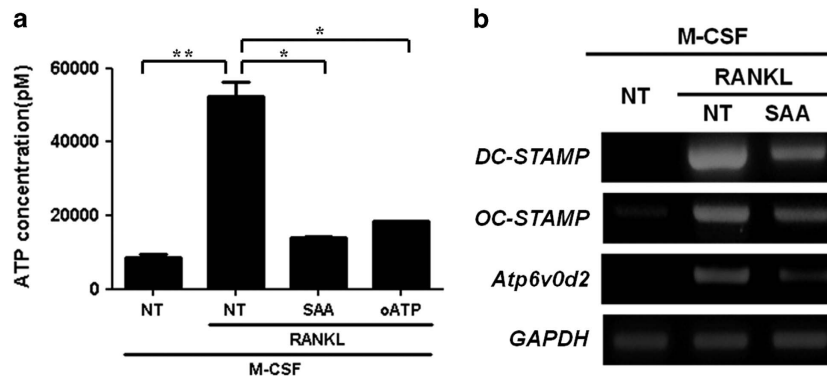 a
** * *
ATP concentration(pM)
60000
40000
20000
0
NT NT SAA oATP
RANKL
M-CSF
b
M-CSF
RANKL
NT
NT SAA
DC-STAMP
OC-STAMP
Atp6v0d2
GAPDH